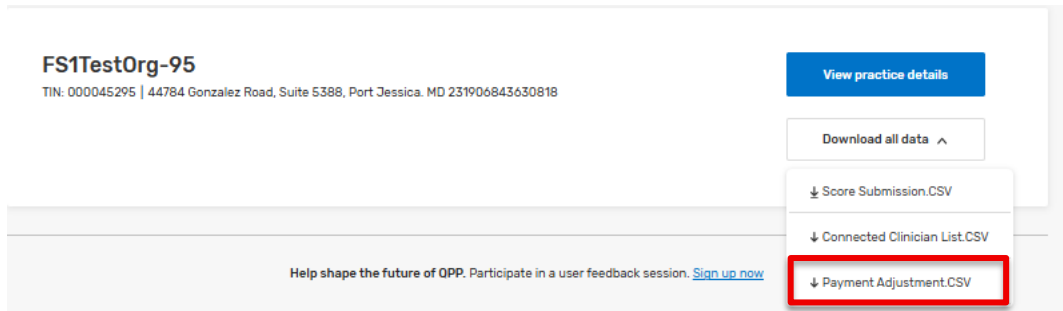 FS1TestOrg-95
TIN: 000045295 | 44784 Gonzalez Road, Suite 5388, Port Jessica. MD 231906843630818
View practice details
Download all data
Score Submission.CSV
Connected Clinician List.CSV
Payment Adjustment.CSV
Help shape the future of QPP. Participate in a user feedback session. Sign up now